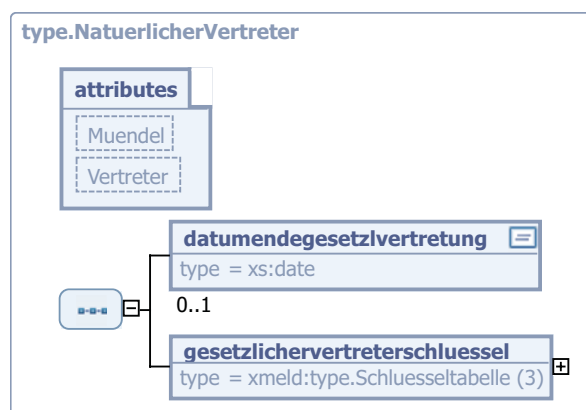 type.NatuerlicherVertreter
attributes
Muendel
Vertreter
datumendegesetzlvertretung
type = xs:date
0..1
gesetzlichervertreterschluessel
type = xmeld:type.Schluesseltabelle (3)